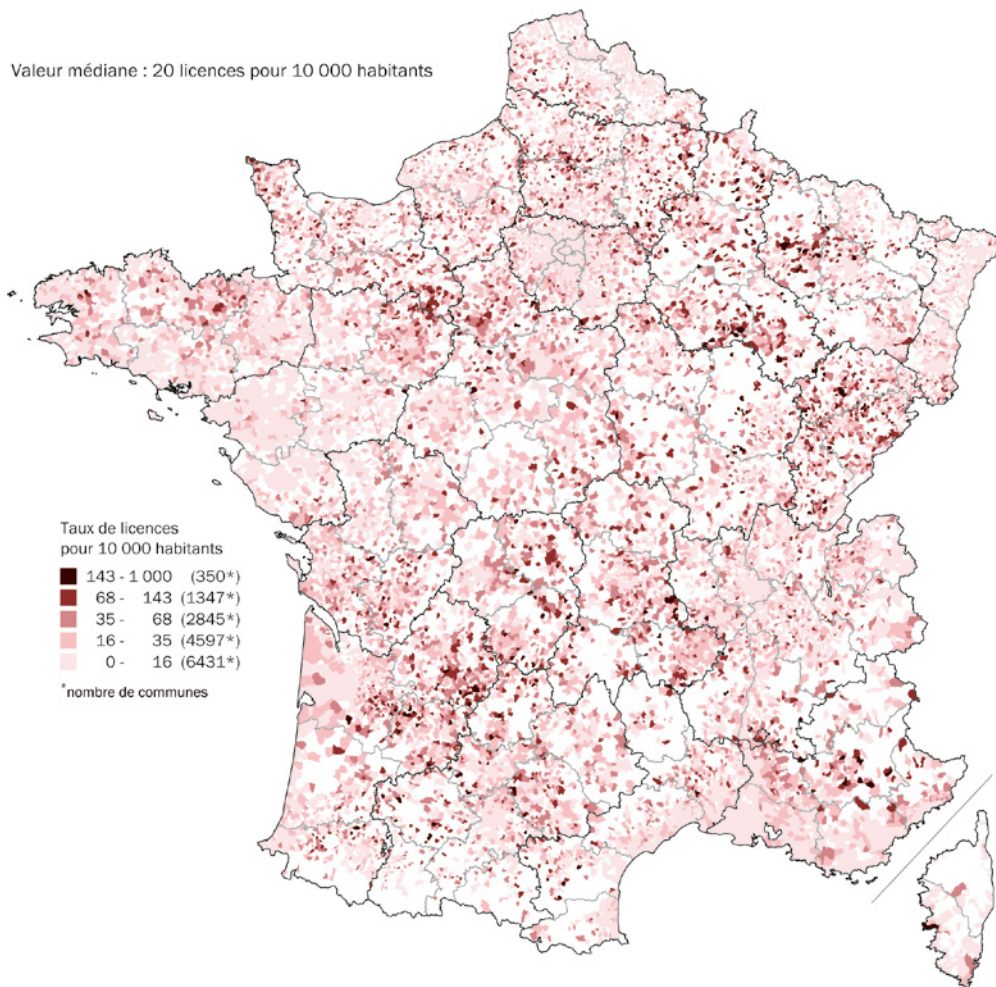 Valeur médiane : 20 licences pour 10 000 habitants
Taux de licences
pour 10 000 habitants
143 - 1 000 (350*)
68 - 143 (1347*)
35 - 68 (2845*)
16 - 35 (4597*)
0 - 16 (6431*)
*nombre de communes